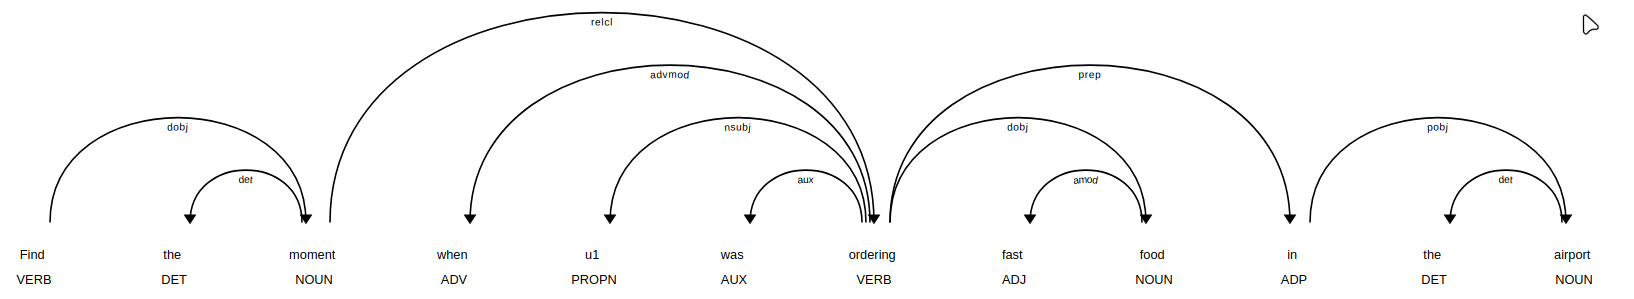 relcl
advmod prep
dobj nsubj dobj pobj
det aux amod det
Find the moment when u1 was ordering fast food in the airport
VERB DET NOUN ADV PROPN AUX VERB ADJ NOUN ADP DET NOUN